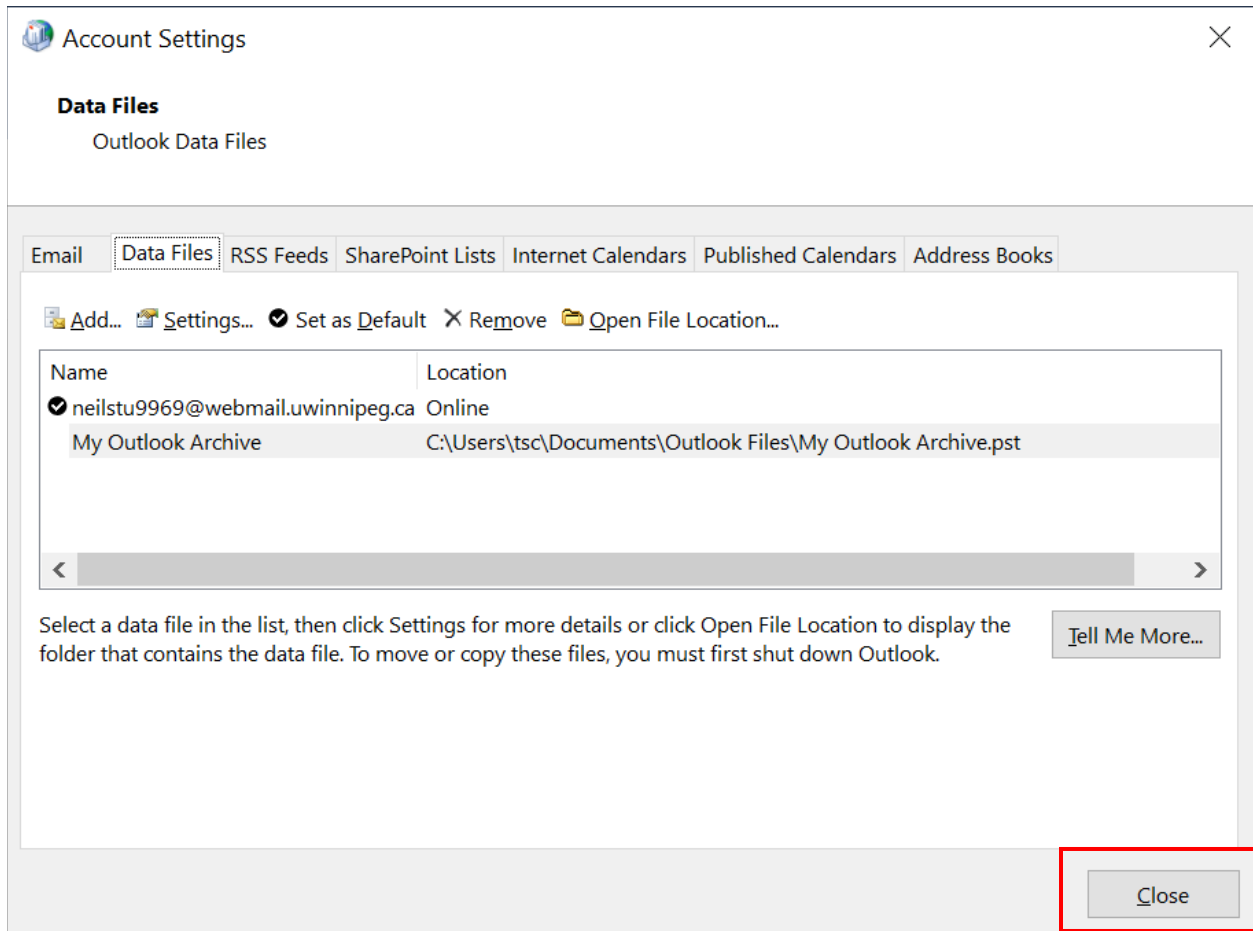 Account Settings
Data Files
Outlook Data Files
Email Data Files RSS Feeds SharePoint Lists Internet Calendars Published Calendars Address Books
Add... Settings... Set as Default Remove Open File Location...
Name Location
neilstu9969@webmail.uwinnipeg.ca Online
My Outlook Archive C:\Users\tsc\Documents\Outlook Files\My Outlook Archive.pst
Select a data file in the list, then click Settings for more details or click Open File Location to display the
folder that contains the data file. To move or copy these files, you must first shut down Outlook.
Tell Me More...
Close